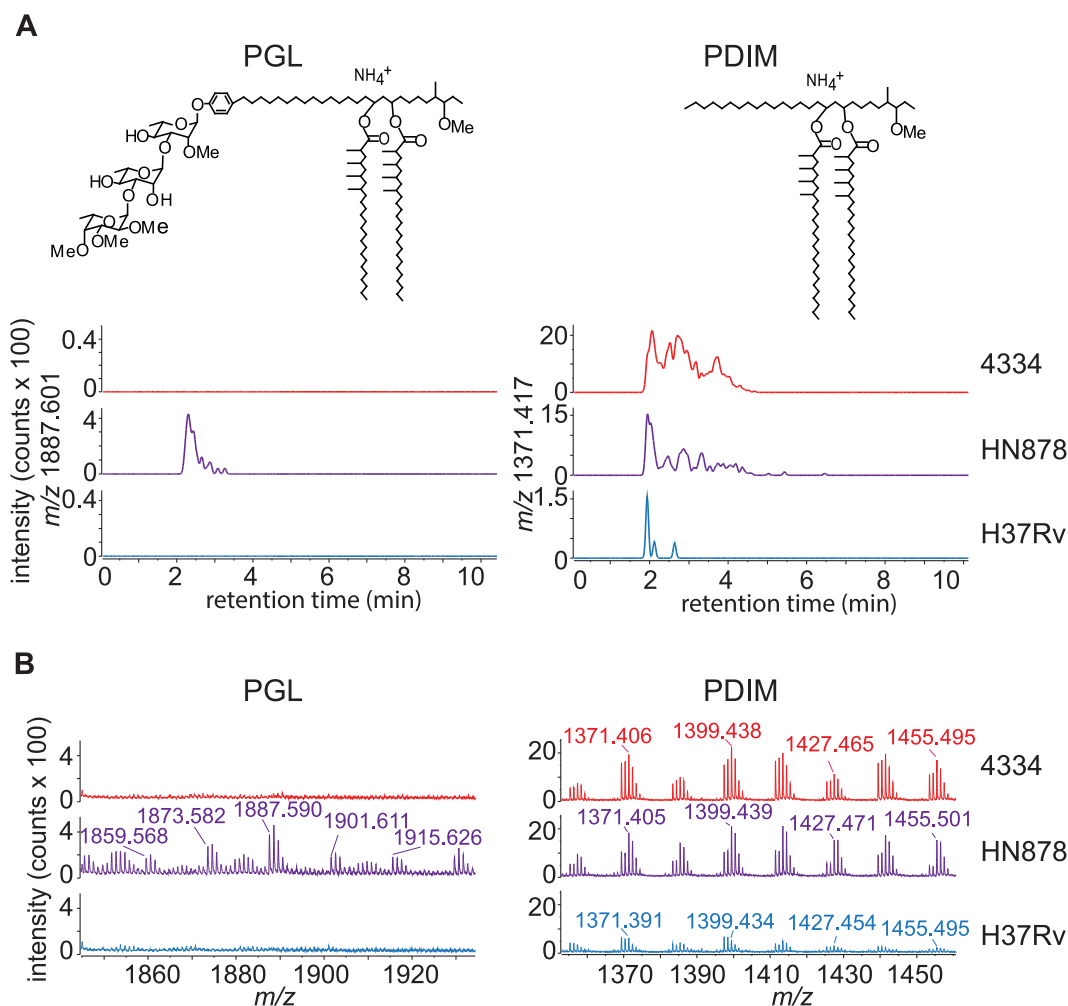 A
PGL
PDIM
NH4+
NH4+
O
O
HO
OMe
O
O
O
O
O
HO
O
OH
O
O
OMe
OMe
MeO
OMe
O
O
O
O
intensity (counts x 100)
m/z 1887.601
0.4
0
4
0
0.4
0
0 2 4 6 8 10
retention time (min)
m/z 1371.417
20
0
15
0
1.5
0
0 2 4 6 8 10
retention time (min)
4334
HN878
H37Rv
B
PGL
PDIM
intensity (counts x 100)
4
0
4
0
4
0
1859.568
1873.582
1887.590
1901.611
1915.626
1860 1880 1900 1920
m/z
20
0
20
0
20
0
1371.406
1399.438
1427.465
1455.495
1371.405
1399.439
1427.471
1455.501
1371.391
1399.434
1427.454
1455.495
1370 1390 1410 1430 1450
m/z
4334
HN878
H37Rv